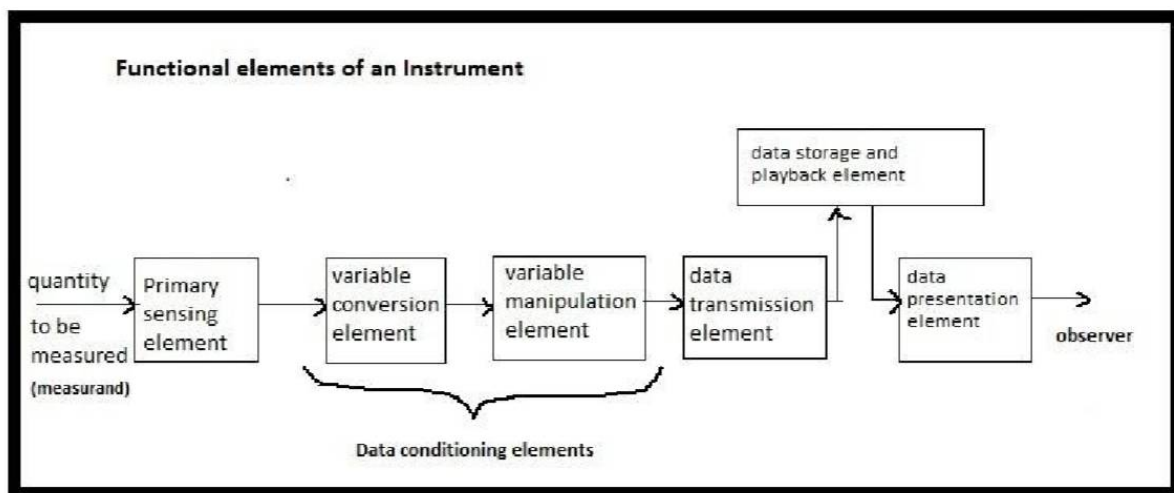 Functional elements of an Instrument
data storage and
playback element
quantity
to be
measured
(measurand)
Primary
sensing
element
variable
conversion
element
variable
manipulation
element
data
transmission
element
data
presentation
element
observer
Data conditioning elements